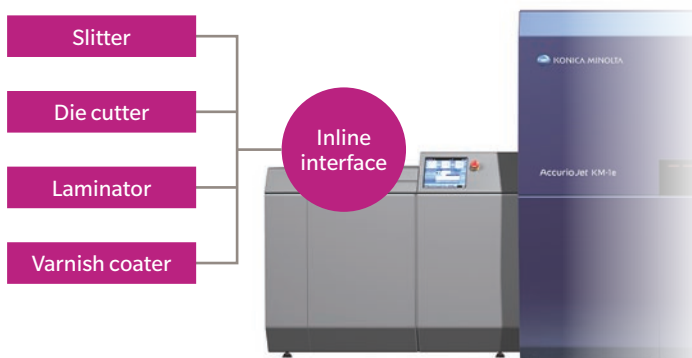 Slitter
Die cutter
Laminator
Varnish coater
Inline
interface
KONICA MINOLTA
AccurioJet KM-1e